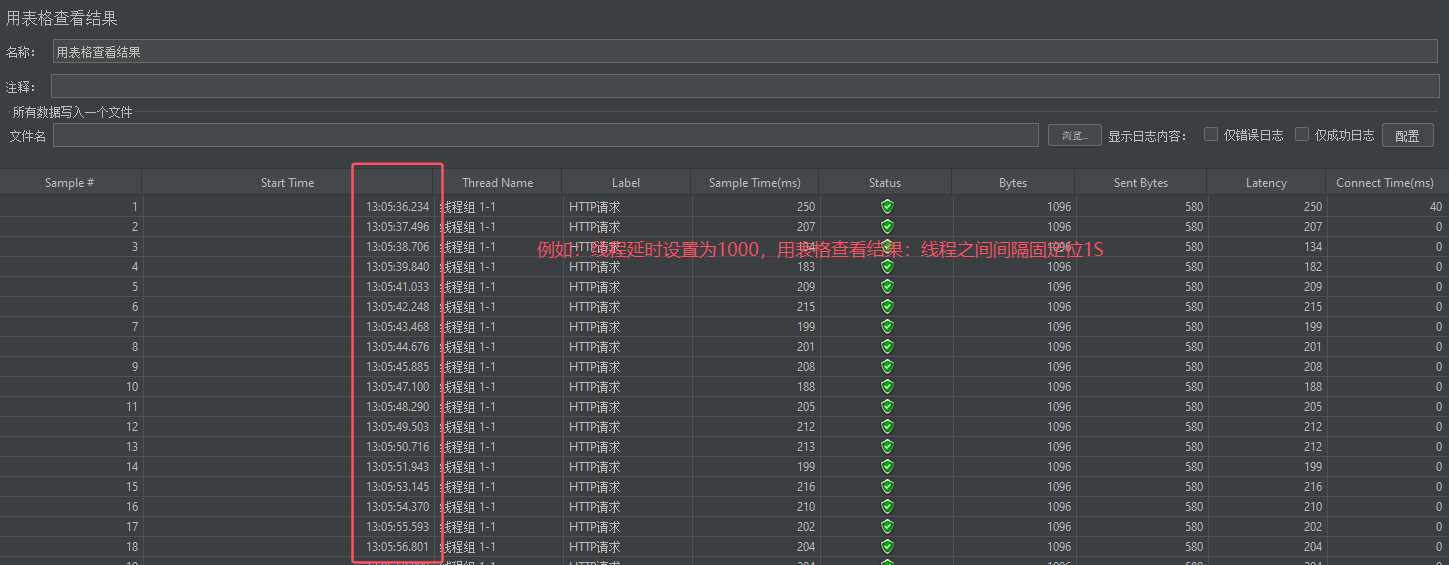 用表格查看结果
名称： 用表格查看结果
注释：
所有数据写入一个文件
文件名 浏览... 显示日志内容： 仅错误日志 仅成功日志 配置
Sample # Start Time Thread Name Label Sample Time(ms) Status Bytes Sent Bytes Latency Connect Time(ms)
1 13:05:36.234 线程组 1-1 HTTP请求 250 1096 580 250 40
2 13:05:37.496 线程组 1-1 HTTP请求 207 1096 580 207 0
3 13:05:38.706 线程组 1-1 HTTP请求 134 1096 580 134 0
例如：线程延时设置为1000，用表格查看结果：线程之间间隔固定位1S
4 13:05:39.840 线程组 1-1 HTTP请求 183 1096 580 182 0
5 13:05:41.033 线程组 1-1 HTTP请求 209 1096 580 209 0
6 13:05:42.248 线程组 1-1 HTTP请求 215 1096 580 215 0
7 13:05:43.468 线程组 1-1 HTTP请求 199 1096 580 199 0
8 13:05:44.676 线程组 1-1 HTTP请求 201 1096 580 201 0
9 13:05:45.885 线程组 1-1 HTTP请求 208 1096 580 208 0
10 13:05:47.100 线程组 1-1 HTTP请求 188 1096 580 188 0
11 13:05:48.290 线程组 1-1 HTTP请求 205 1096 580 205 0
12 13:05:49.503 线程组 1-1 HTTP请求 212 1096 580 212 0
13 13:05:50.716 线程组 1-1 HTTP请求 213 1096 580 212 0
14 13:05:51.943 线程组 1-1 HTTP请求 199 1096 580 199 0
15 13:05:53.145 线程组 1-1 HTTP请求 216 1096 580 216 0
16 13:05:54.370 线程组 1-1 HTTP请求 210 1096 580 210 0
17 13:05:55.593 线程组 1-1 HTTP请求 202 1096 580 202 0
18 13:05:56.801 线程组 1-1 HTTP请求 204 1096 580 204 0